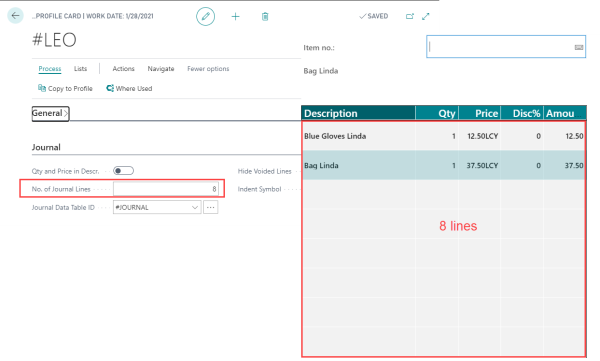 ...PROFILE CARD | WORK DATE: 1/28/2021
SAVED
#LEO
Process Lists Actions Navigate Fewer options
Copy to Profile Where Used
General
Journal
Qty and Price in Descr.
Hide Voided Lines
No. of Journal Lines 8
Indent Symbol
Journal Data Table ID #JOURNAL
Item no.:
Bag Linda
Description Qty Price Disc% Amou
Blue Gloves Linda 1 12.50LCY 0 12.50
Bag Linda 1 37.50LCY 0 37.50
8 lines